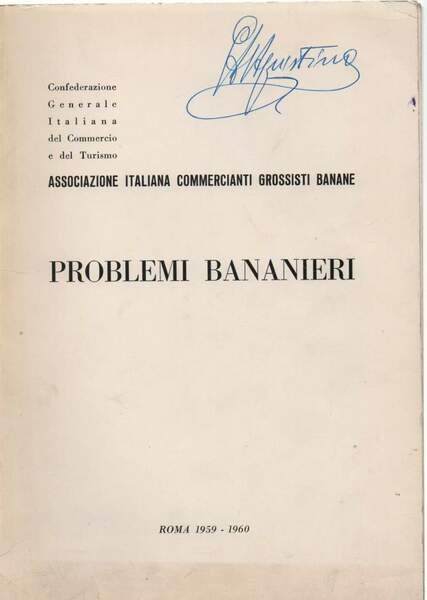 Confederazione
Generale
Italiana
del Commercio
e del Turismo
ASSOCIAZIONE ITALIANA COMMERCIANTI GROSSISTI BANANE
PROBLEMI BANANIERI
ROMA 1959 - 1960